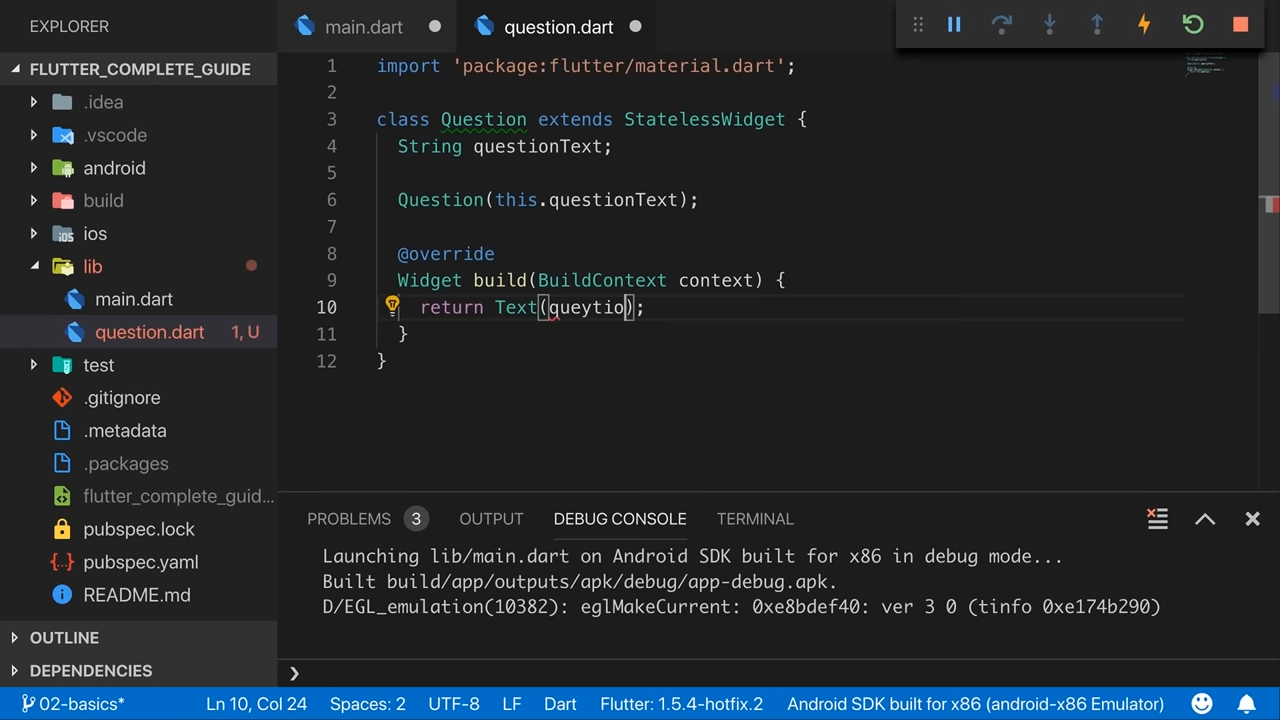 EXPLORER
FLUTTER_COMPLETE_GUIDE
.idea
.vscode
android
build
ios
lib
main.dart
question.dart 1, U
test
.gitignore
.metadata
.packages
flutter_complete_guid...
pubspec.lock
pubspec.yaml
README.md
OUTLINE
DEPENDENCIES
main.dart
question.dart
1 import 'package:flutter/material.dart';
2
3 class Question extends StatelessWidget {
4 String questionText;
5
6 Question(this.questionText);
7
8 @override
9 Widget build(BuildContext context) {
10 return Text(queytio);
11 }
12 }
PROBLEMS 3 OUTPUT DEBUG CONSOLE TERMINAL
Launching lib/main.dart on Android SDK built for x86 in debug mode...
Built build/app/outputs/apk/debug/app-debug.apk.
D/EGL_emulation(10382): eglMakeCurrent: 0xe8bdef40: ver 3 0 (tinfo 0xe174b290)
02-basics* Ln 10, Col 24 Spaces: 2 UTF-8 LF Dart Flutter: 1.5.4-hotfix.2 Android SDK built for x86 (android-x86 Emulator)